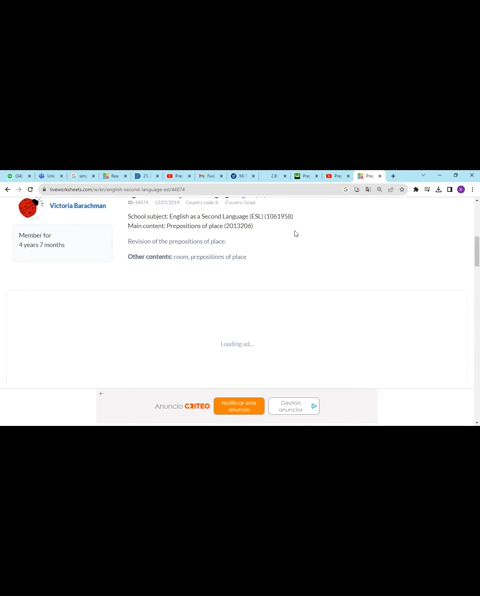 liveworksheets.com/w/en/english-second-language-esl/44874
Victoria Barachman
ID: 44874 12/03/2019 Country code: IL Country: Israel
School subject: English as a Second Language (ESL) (1061958)
Main content: Prepositions of place (2013206)
Member for
4 years 7 months
Revision of the prepositions of place.
Other contents: room, prepositions of place
Loading ad...
Anuncio CRITEO
Notificar este
anuncio
Gestión
anuncios